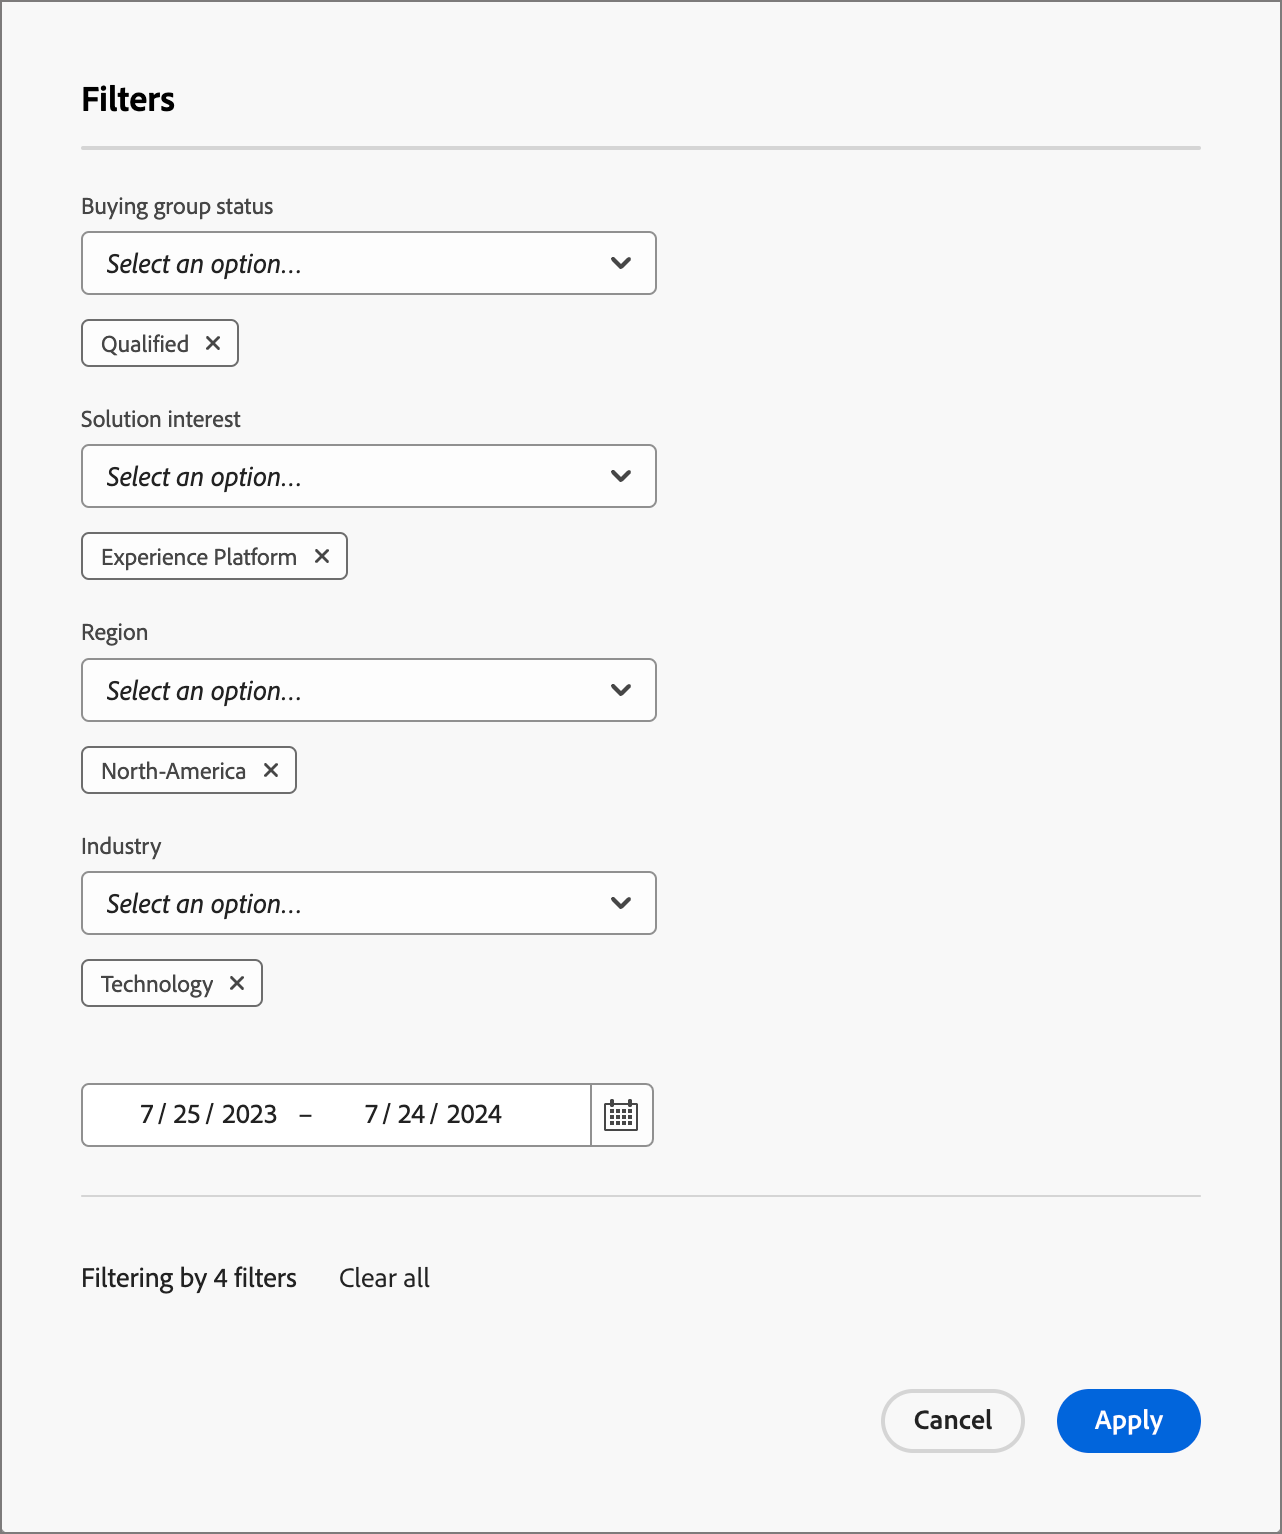 Filters
Buying group status
Select an option...
Qualified
Solution interest
Select an option...
Experience Platform
Region
Select an option...
North-America
Industry
Select an option...
Technology
7 / 25 / 2023 – 7 / 24 / 2024
Filtering by 4 filters Clear all
Cancel Apply